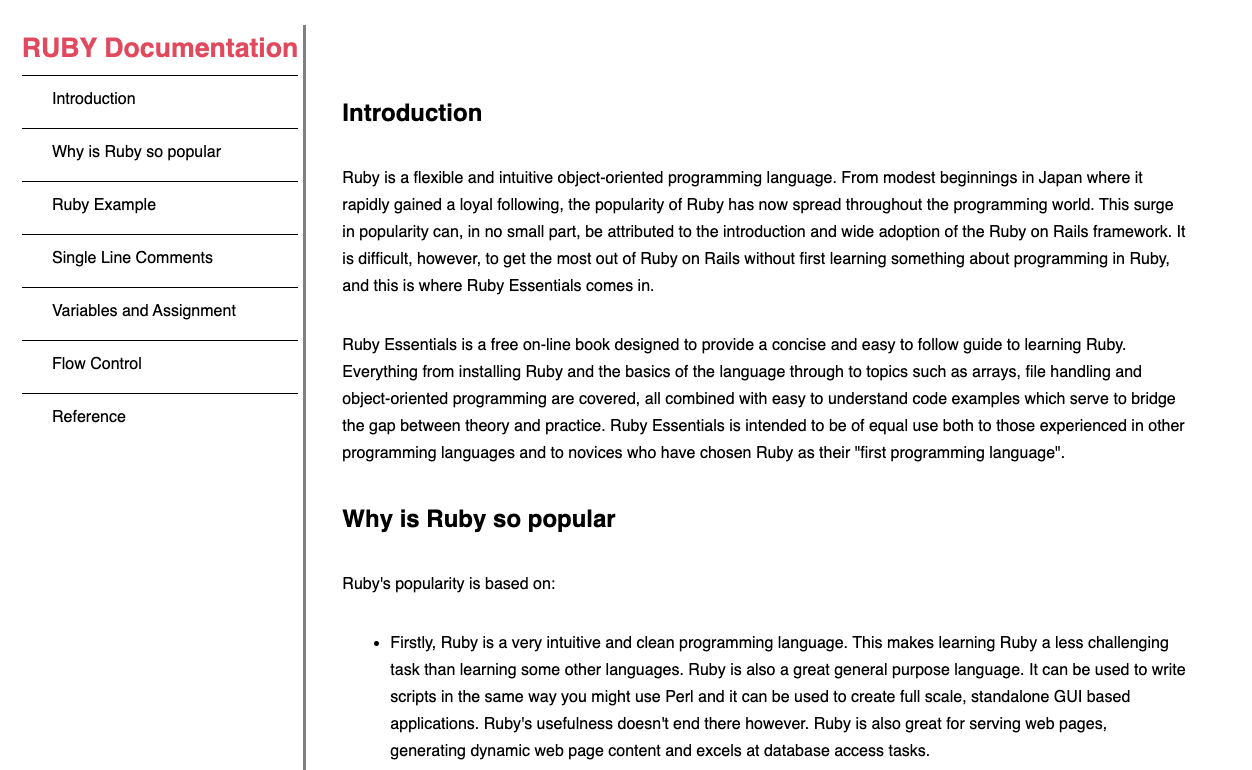 RUBY Documentation
Introduction
Why is Ruby so popular
Ruby Example
Single Line Comments
Variables and Assignment
Flow Control
Reference
Introduction
Ruby is a flexible and intuitive object-oriented programming language. From modest beginnings in Japan where it
rapidly gained a loyal following, the popularity of Ruby has now spread throughout the programming world. This surge
in popularity can, in no small part, be attributed to the introduction and wide adoption of the Ruby on Rails framework. It
is difficult, however, to get the most out of Ruby on Rails without first learning something about programming in Ruby,
and this is where Ruby Essentials comes in.
Ruby Essentials is a free on-line book designed to provide a concise and easy to follow guide to learning Ruby.
Everything from installing Ruby and the basics of the language through to topics such as arrays, file handling and
object-oriented programming are covered, all combined with easy to understand code examples which serve to bridge
the gap between theory and practice. Ruby Essentials is intended to be of equal use both to those experienced in other
programming languages and to novices who have chosen Ruby as their "first programming language".
Why is Ruby so popular
Ruby's popularity is based on:
• Firstly, Ruby is a very intuitive and clean programming language. This makes learning Ruby a less challenging
task than learning some other languages. Ruby is also a great general purpose language. It can be used to write
scripts in the same way you might use Perl and it can be used to create full scale, standalone GUI based
applications. Ruby's usefulness doesn't end there however. Ruby is also great for serving web pages,
generating dynamic web page content and excels at database access tasks.